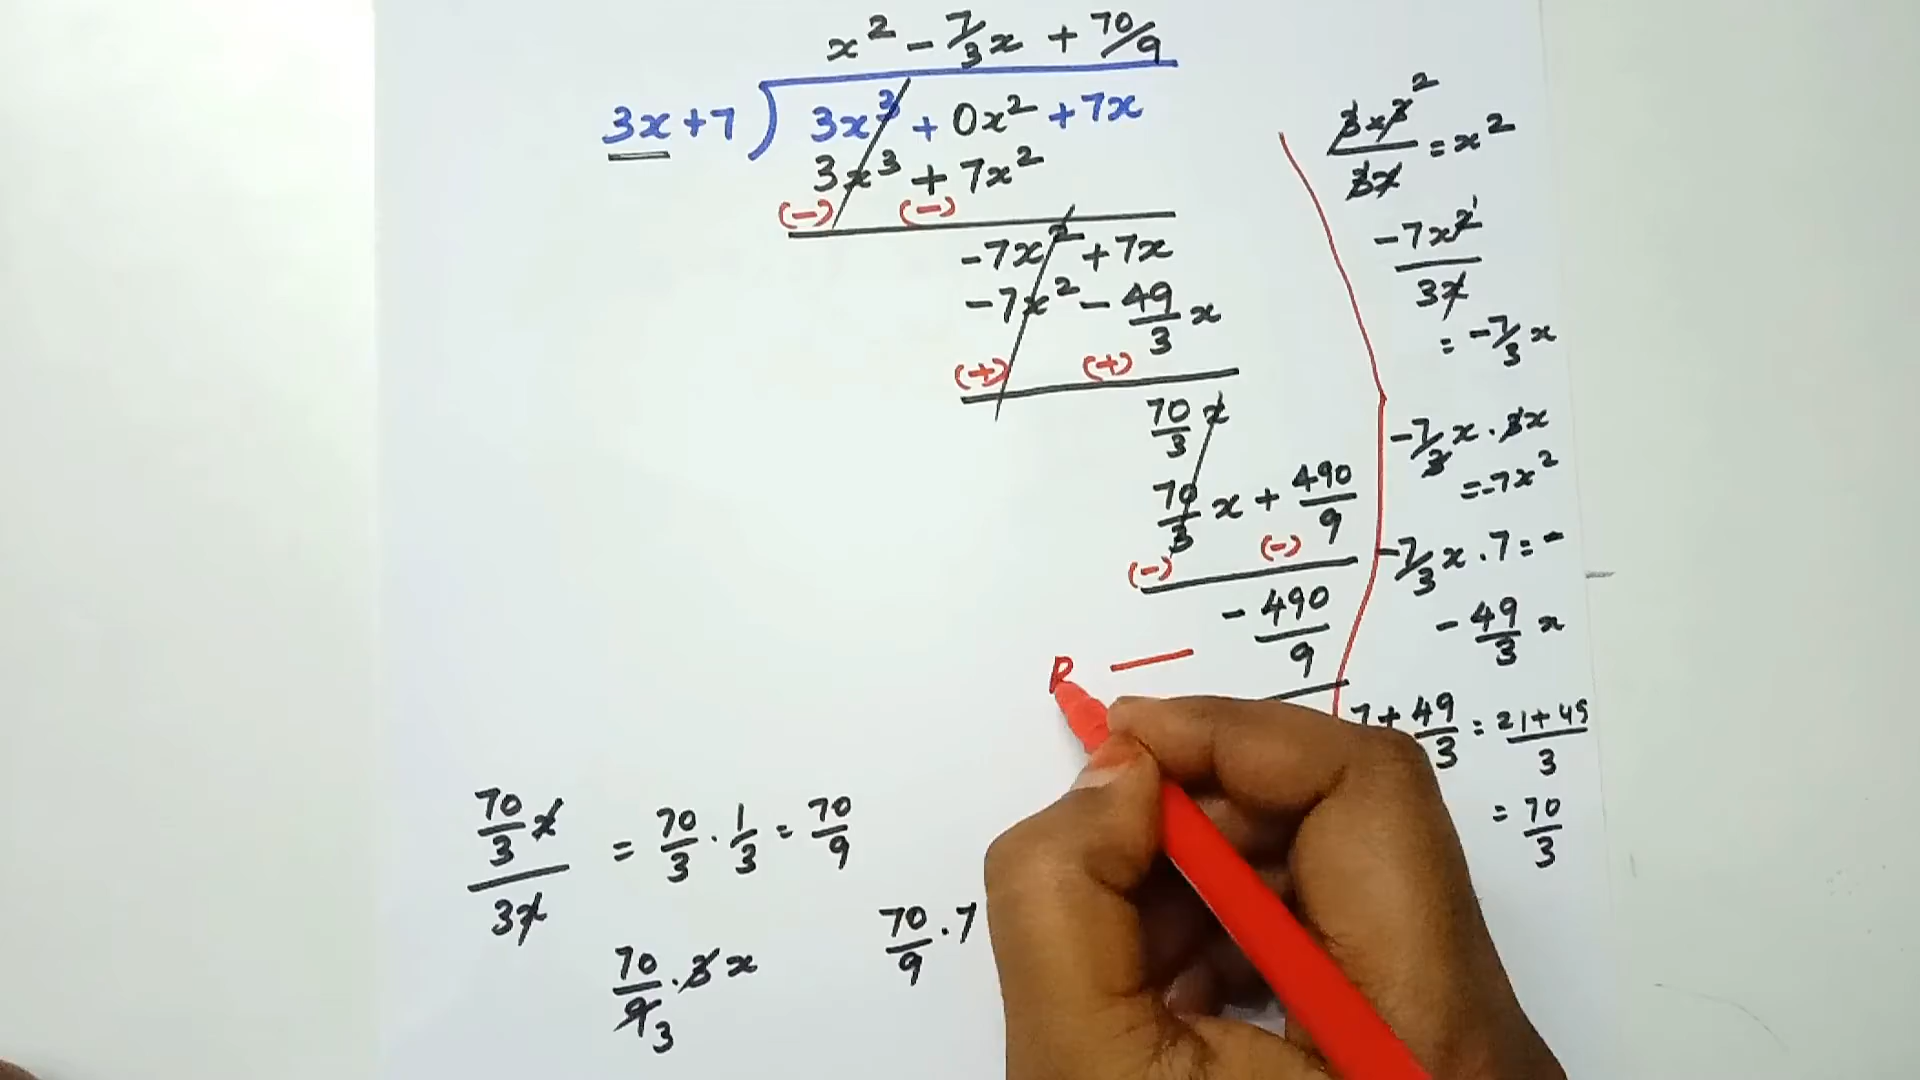 x² - 7/3x + 70/9
3x+7 ) 3x³ + 0x² + 7x
3x³ + 7x²
(-) (-)
-7x² + 7x
-7x² - 49/3 x
(+) (+)
70/3 x
70/3 x + 490/9
(-) (-)
- 490/9
R
3x³/3x = x²
-7x²/3x
= -7/3 x
-7/3 x . 3x
= -7x²
-7/3 x . 7 = -
- 49/3 x
7 + 49/3 = 21+49/3
= 70/3
70/3 x / 3x = 70/3 . 1/3 = 70/9
70/9 . 3x
3
70/9 . 7